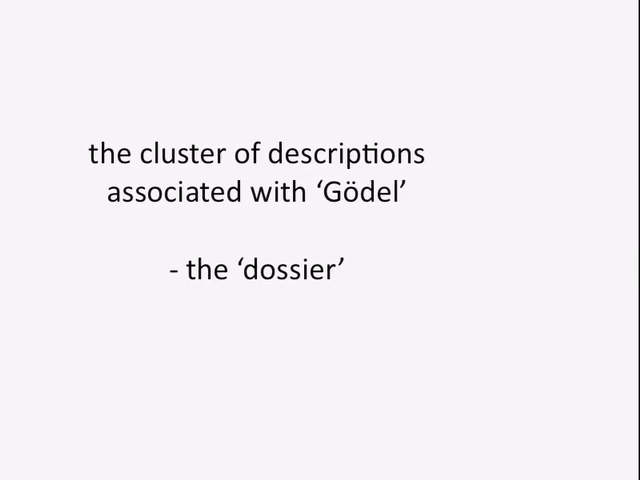 the cluster of descriptions
associated with ‘Gödel’
- the ‘dossier’